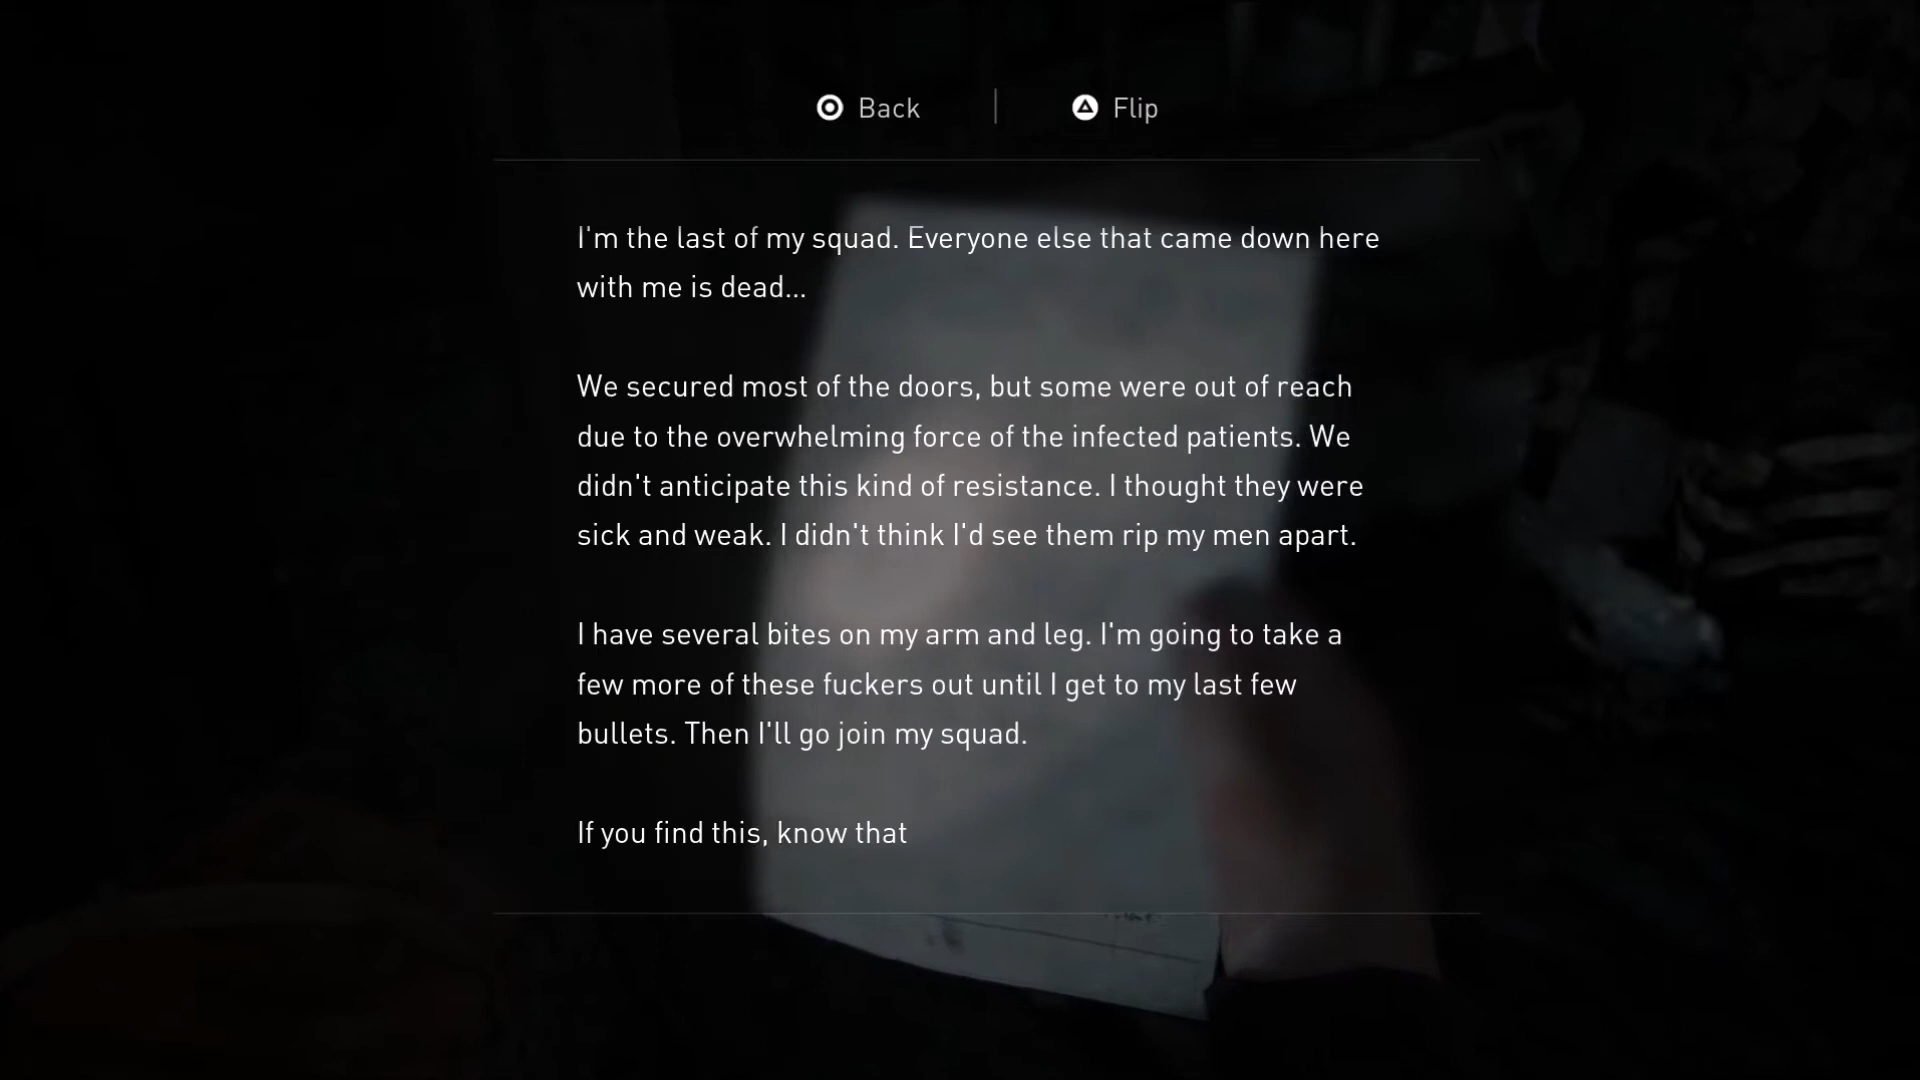 Back | Flip
I'm the last of my squad. Everyone else that came down here
with me is dead...
We secured most of the doors, but some were out of reach
due to the overwhelming force of the infected patients. We
didn't anticipate this kind of resistance. I thought they were
sick and weak. I didn't think I'd see them rip my men apart.
I have several bites on my arm and leg. I'm going to take a
few more of these fuckers out until I get to my last few
bullets. Then I'll go join my squad.
If you find this, know that